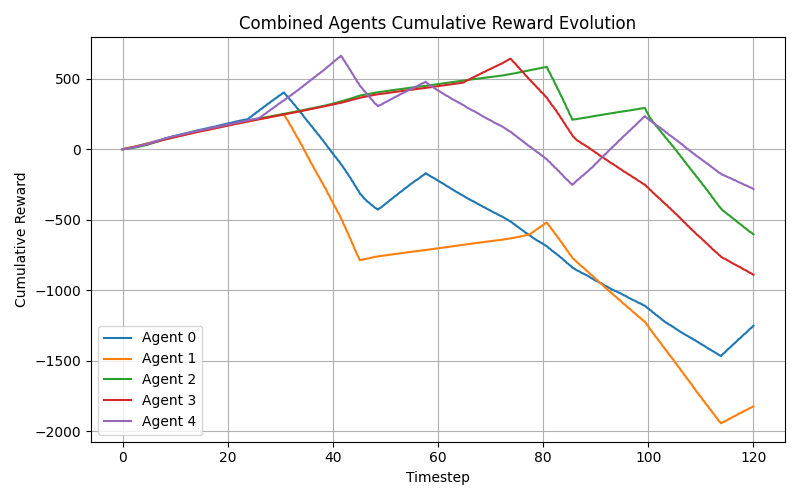 Combined Agents Cumulative Reward Evolution
Cumulative Reward
500
0
−500
−1000
−1500
−2000
Agent 0
Agent 1
Agent 2
Agent 3
Agent 4
0 20 40 60 80 100 120
Timestep